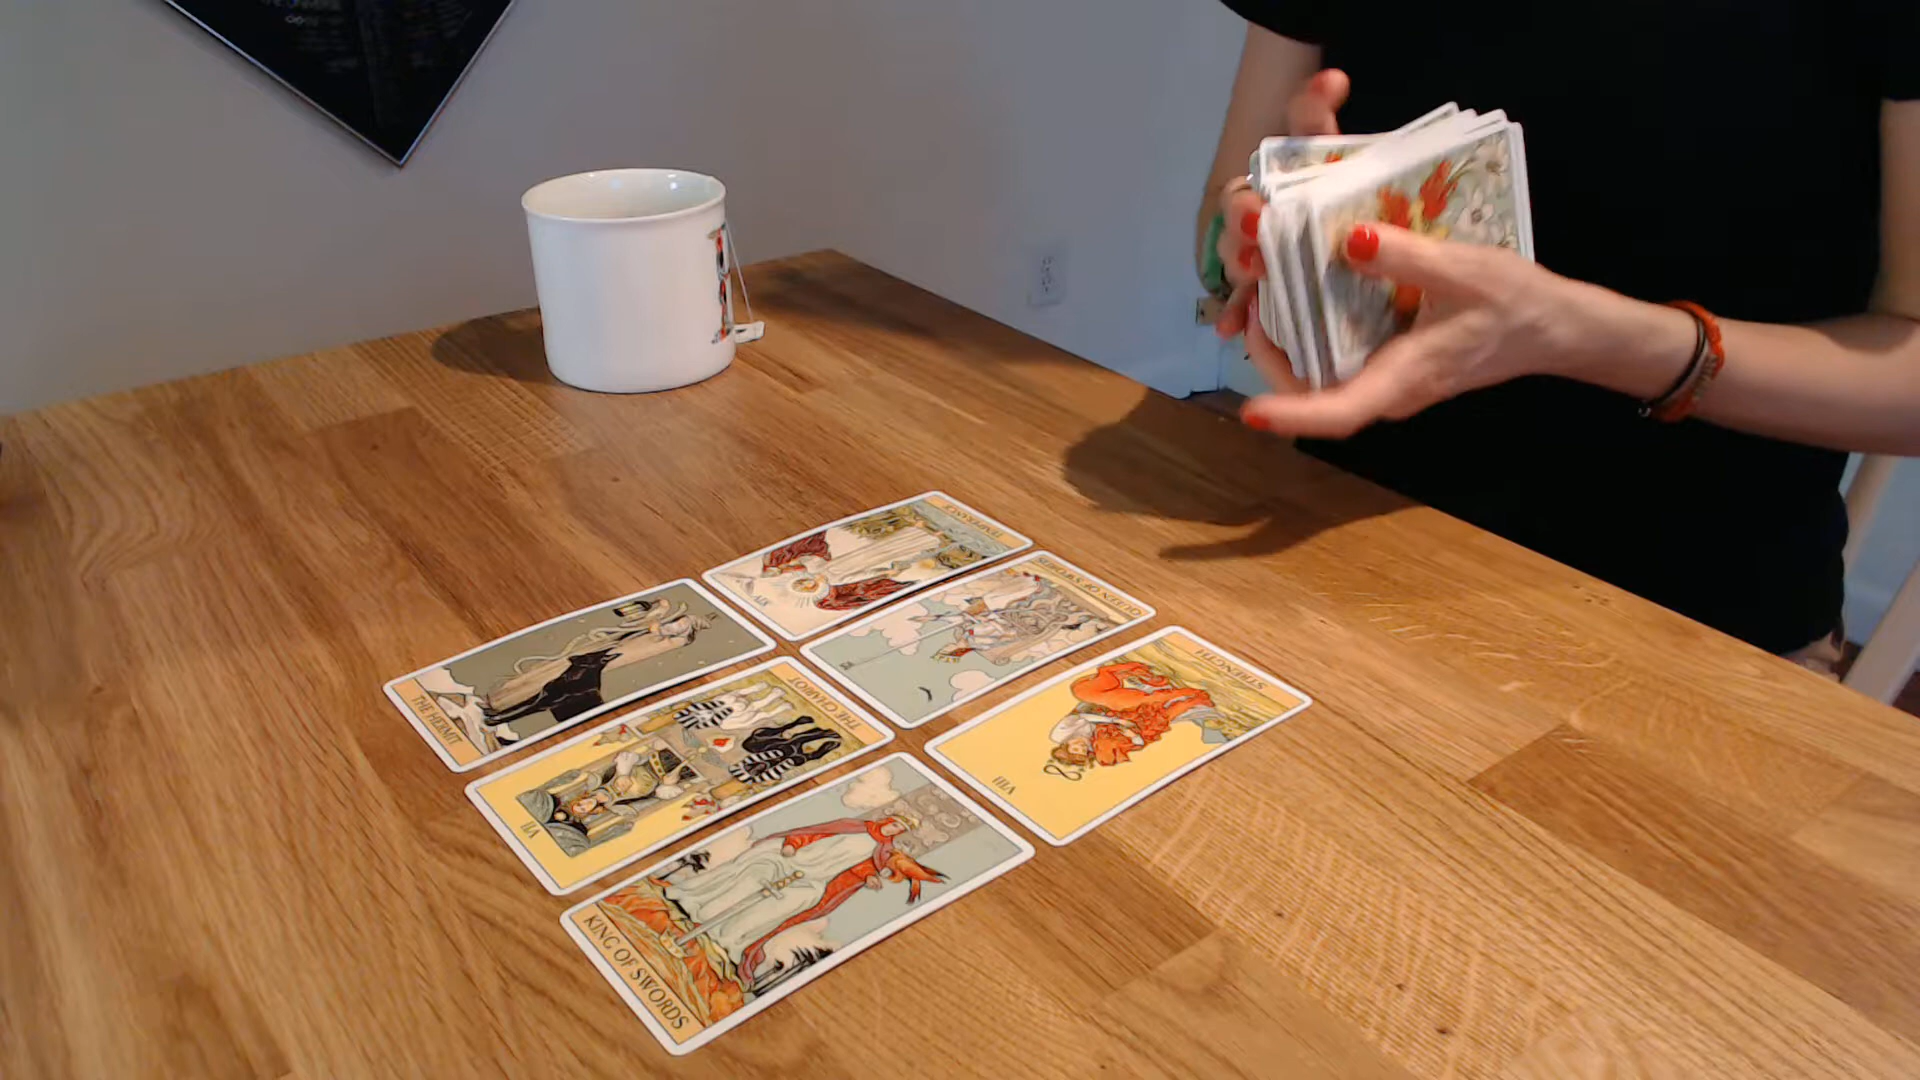 TEMPERANCE
XIV
QUEEN OF SWORDS
STRENGTH
VIII
THE HERMIT
THE CHARIOT
VII
KING OF SWORDS